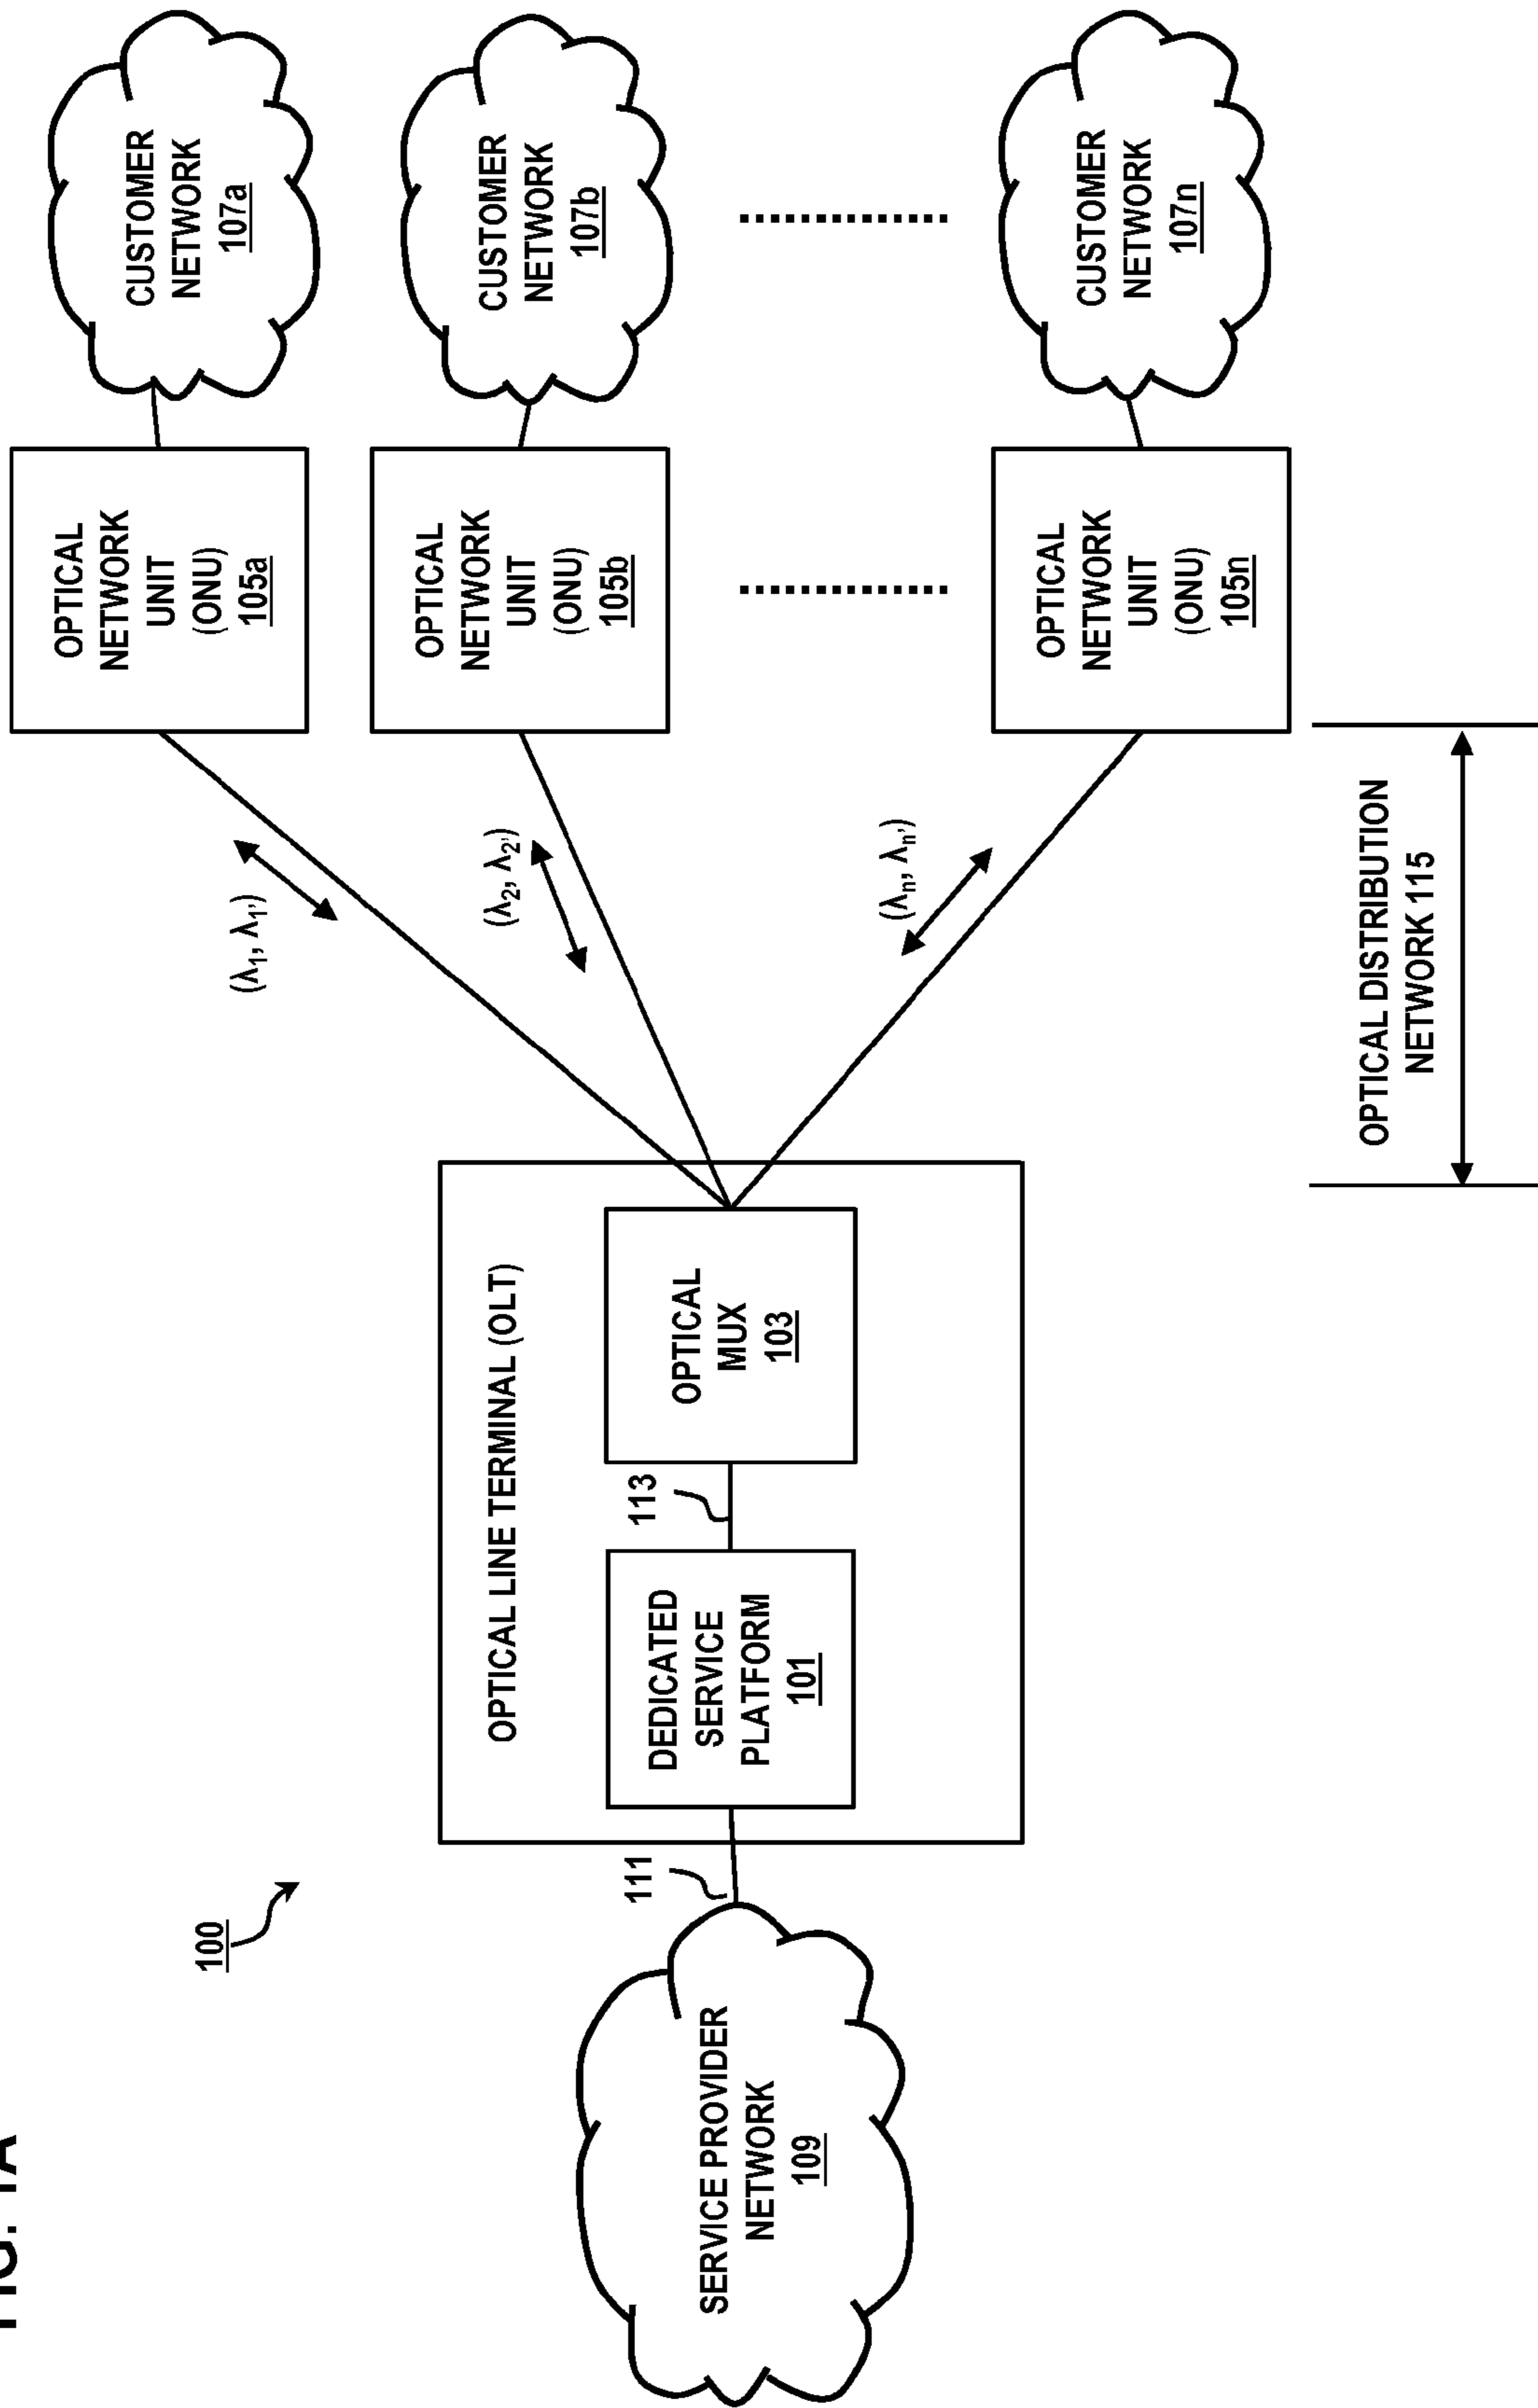 FIG. 1A
100
SERVICE PROVIDER
NETWORK
109
111
OPTICAL LINE TERMINAL (OLT)
DEDICATED
SERVICE
PLATFORM
101
113
OPTICAL
MUX
103
(λ1, λ1')
(λ2, λ2')
(λn, λn')
OPTICAL
NETWORK
UNIT
(ONU)
105a
OPTICAL
NETWORK
UNIT
(ONU)
105b
OPTICAL
NETWORK
UNIT
(ONU)
105n
CUSTOMER
NETWORK
107a
CUSTOMER
NETWORK
107b
CUSTOMER
NETWORK
107n
OPTICAL DISTRIBUTION
NETWORK 115